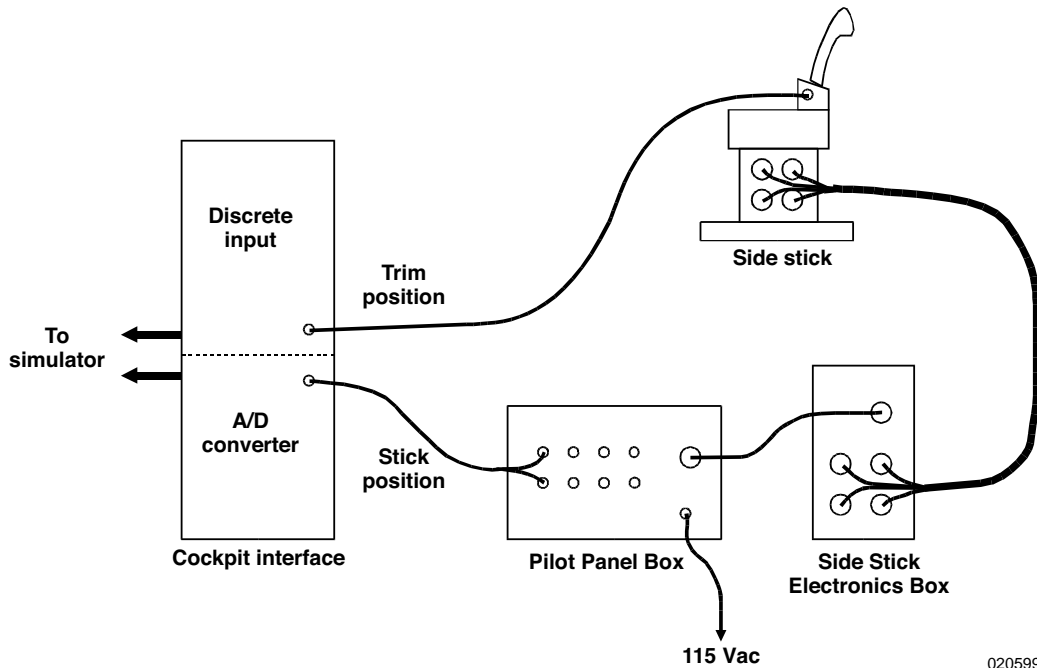 Discrete
input
Trim
position
To
simulator
A/D
converter
Stick
position
Cockpit interface
Side stick
Pilot Panel Box
Side Stick
Electronics Box
115 Vac
020599